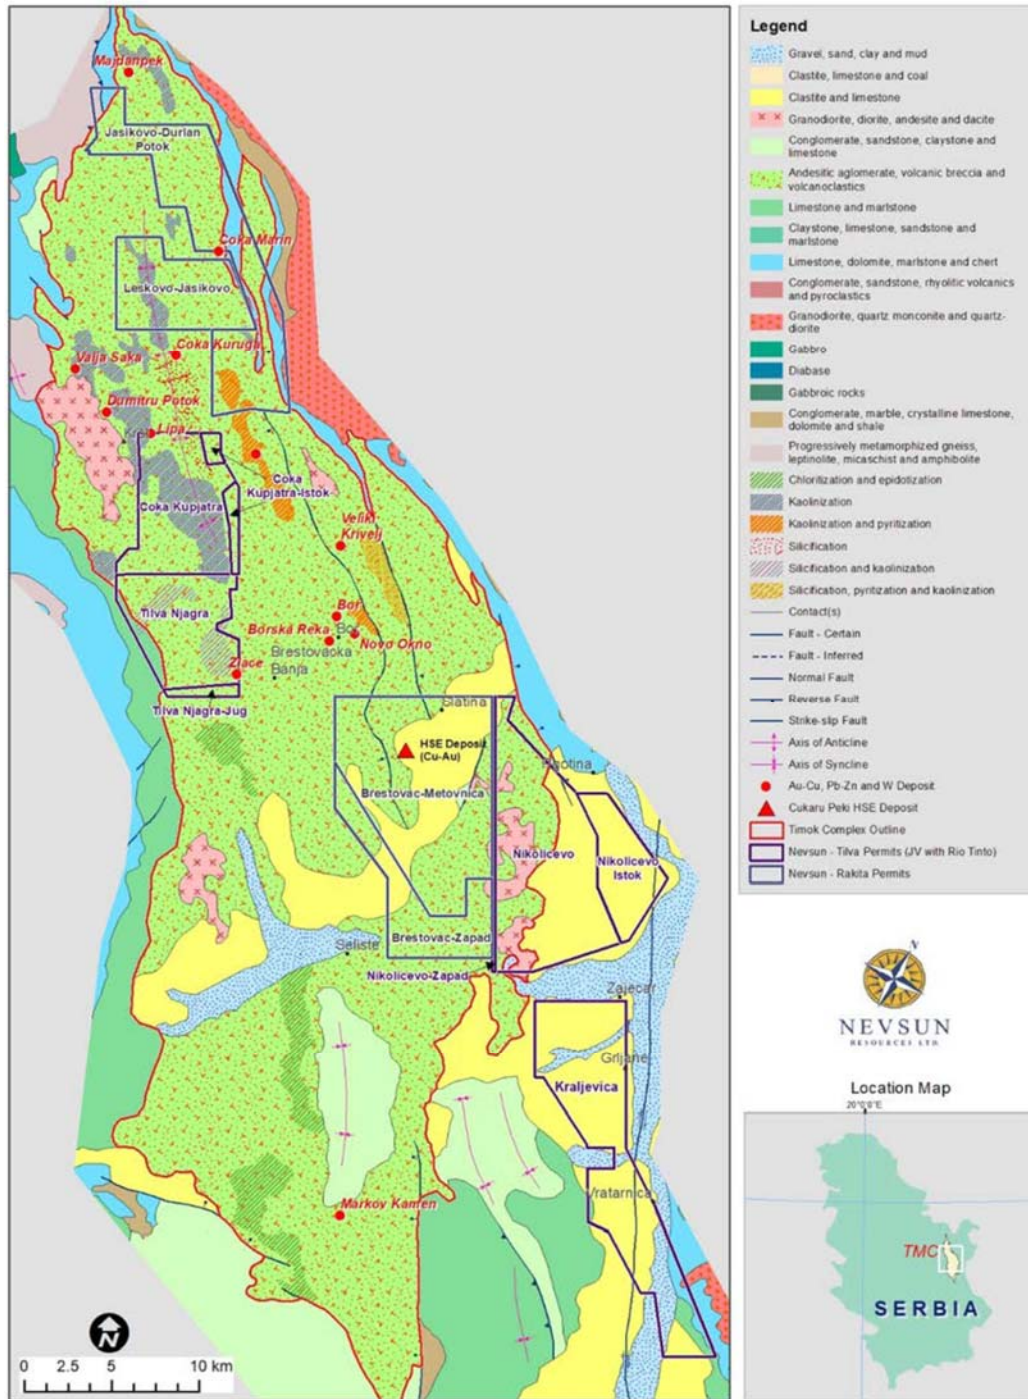 Majdanpek
Jasikovo-Durlan
Potok
Coka Marin
Leskovo-Jasikovo
Coka Kuruga
Valja Saka
Dumitru Potok
Lipa
Coka
Kupjatra-Istok
Coka Kupjatra
Veliki
Krivelj
Tilva Njagra
Bor
Borska Reka
Bor
Novo Okno
Brestovacka
Banja
Zlace
Tilva Njagra-Jug
Slatina
HSE Deposit
(Cu-Au)
Brestovac-Metovnica
Nikolicevo
Nikolicevo
Istok
Brestovac-Zapad
Seliste
Nikolicevo-Zapad
Zajecar
Grljane
Kraljevica
Vratarnica
Markov Kamen
N
0 2.5 5 10 km
Legend
Gravel, sand, clay and mud
Clastite, limestone and coal
Clastite and limestone
Granodiorite, diorite, andesite and dacite
Conglomerate, sandstone, claystone and
limestone
Andesitic aglomerate, volcanic breccia and
volcanoclastics
Limestone and marlstone
Claystone, limestone, sandstone and
marlstone
Limestone, dolomite, marlstone and chert
Conglomerate, sandstone, rhyolitic volcanics
and pyroclastics
Granodiorite, quartz monconite and quartz-
diorite
Gabbro
Diabase
Gabbroic rocks
Conglomerate, marble, crystalline limestone,
dolomite and shale
Progressively metamorphized gneiss,
leptinolite, micaschist and amphibolite
Chloritization and epidotization
Kaolinization
Kaolinization and pyritization
Silicification
Silicification and kaolinization
Silicification, pyritization and kaolinization
Contact(s)
Fault - Certain
Fault - Inferred
Normal Fault
Reverse Fault
Strike-slip Fault
Axis of Anticline
Axis of Syncline
Au-Cu, Pb-Zn and W Deposit
Cukaru Peki HSE Deposit
Timok Complex Outline
Nevsun - Tilva Permits (JV with Rio Tinto)
Nevsun - Rakita Permits
N
NEVSUN
RESOURCES LTD.
Location Map
20°0'0"E
TMC
SERBIA